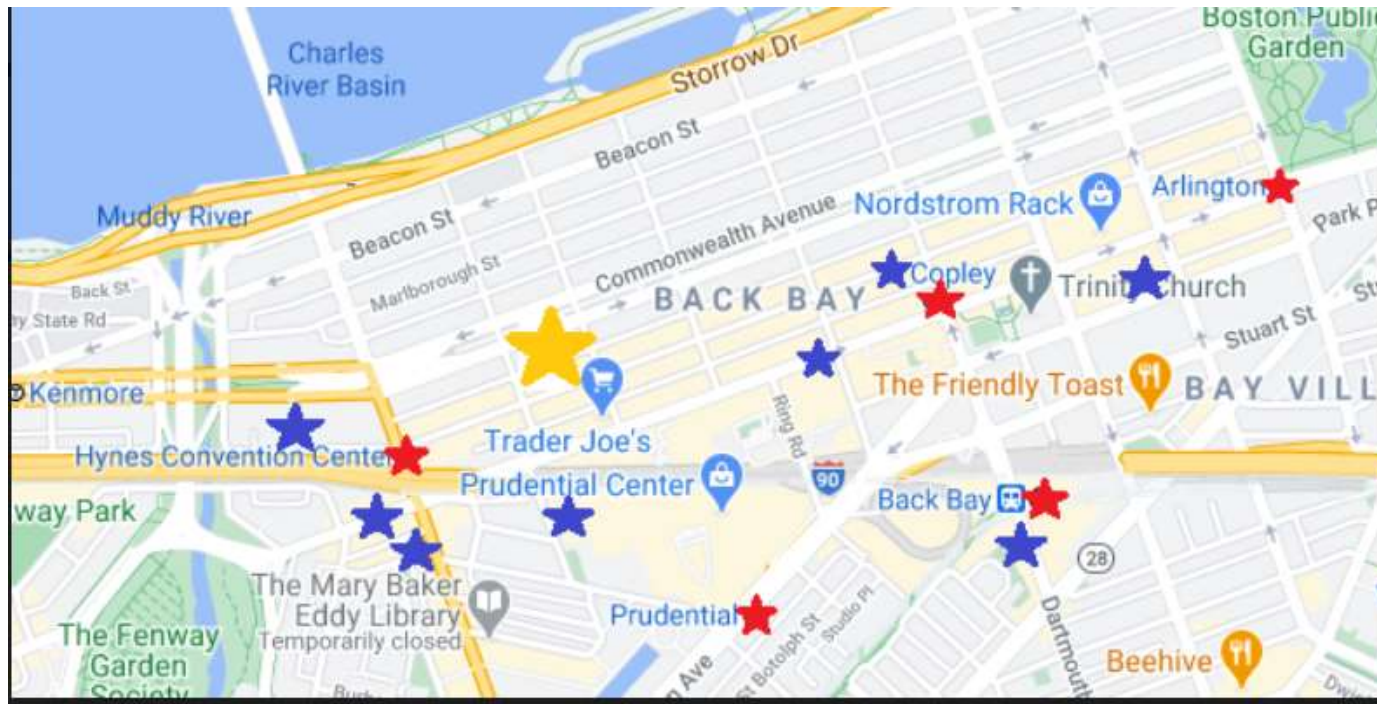 Boston Public
Garden
Charles
River Basin
Storrow Dr
Beacon St
Arlington
Muddy River
Nordstrom Rack
Park P
Beacon St
Commonwealth Avenue
Marlborough St
Back St
Copley
Trinity Church
BACK BAY
y State Rd
St
Stuart St
Kenmore
The Friendly Toast
BAY VILL
Ring Rd
Trader Joe's
Hynes Convention Center
Prudential Center
90
Back Bay
way Park
28
The Mary Baker
Eddy Library
Temporarily closed
Prudential
Studio Pl
St Botolph St
Dartmouth
The Fenway
Garden
Society
Beehive
n Ave
Dwi